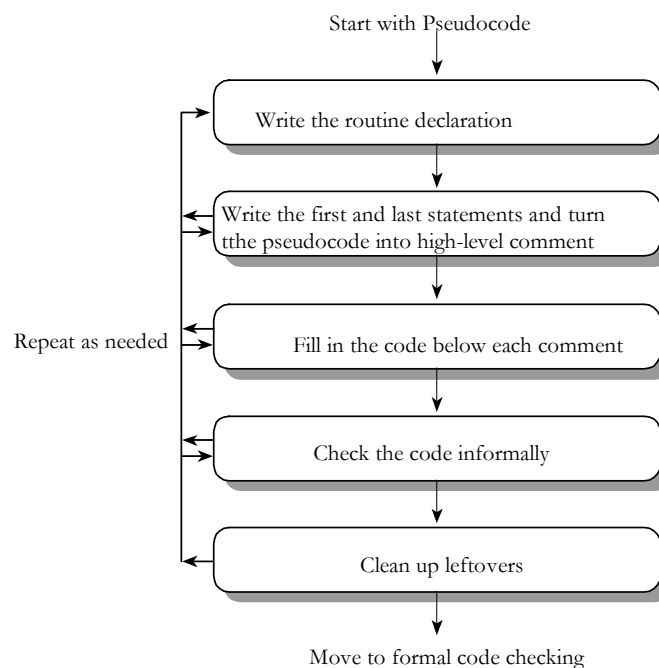 Start with Pseudocode
Write the routine declaration
Write the first and last statements and turn
tthe pseudocode into high-level comment
Repeat as needed
Fill in the code below each comment
Check the code informally
Clean up leftovers
Move to formal code checking